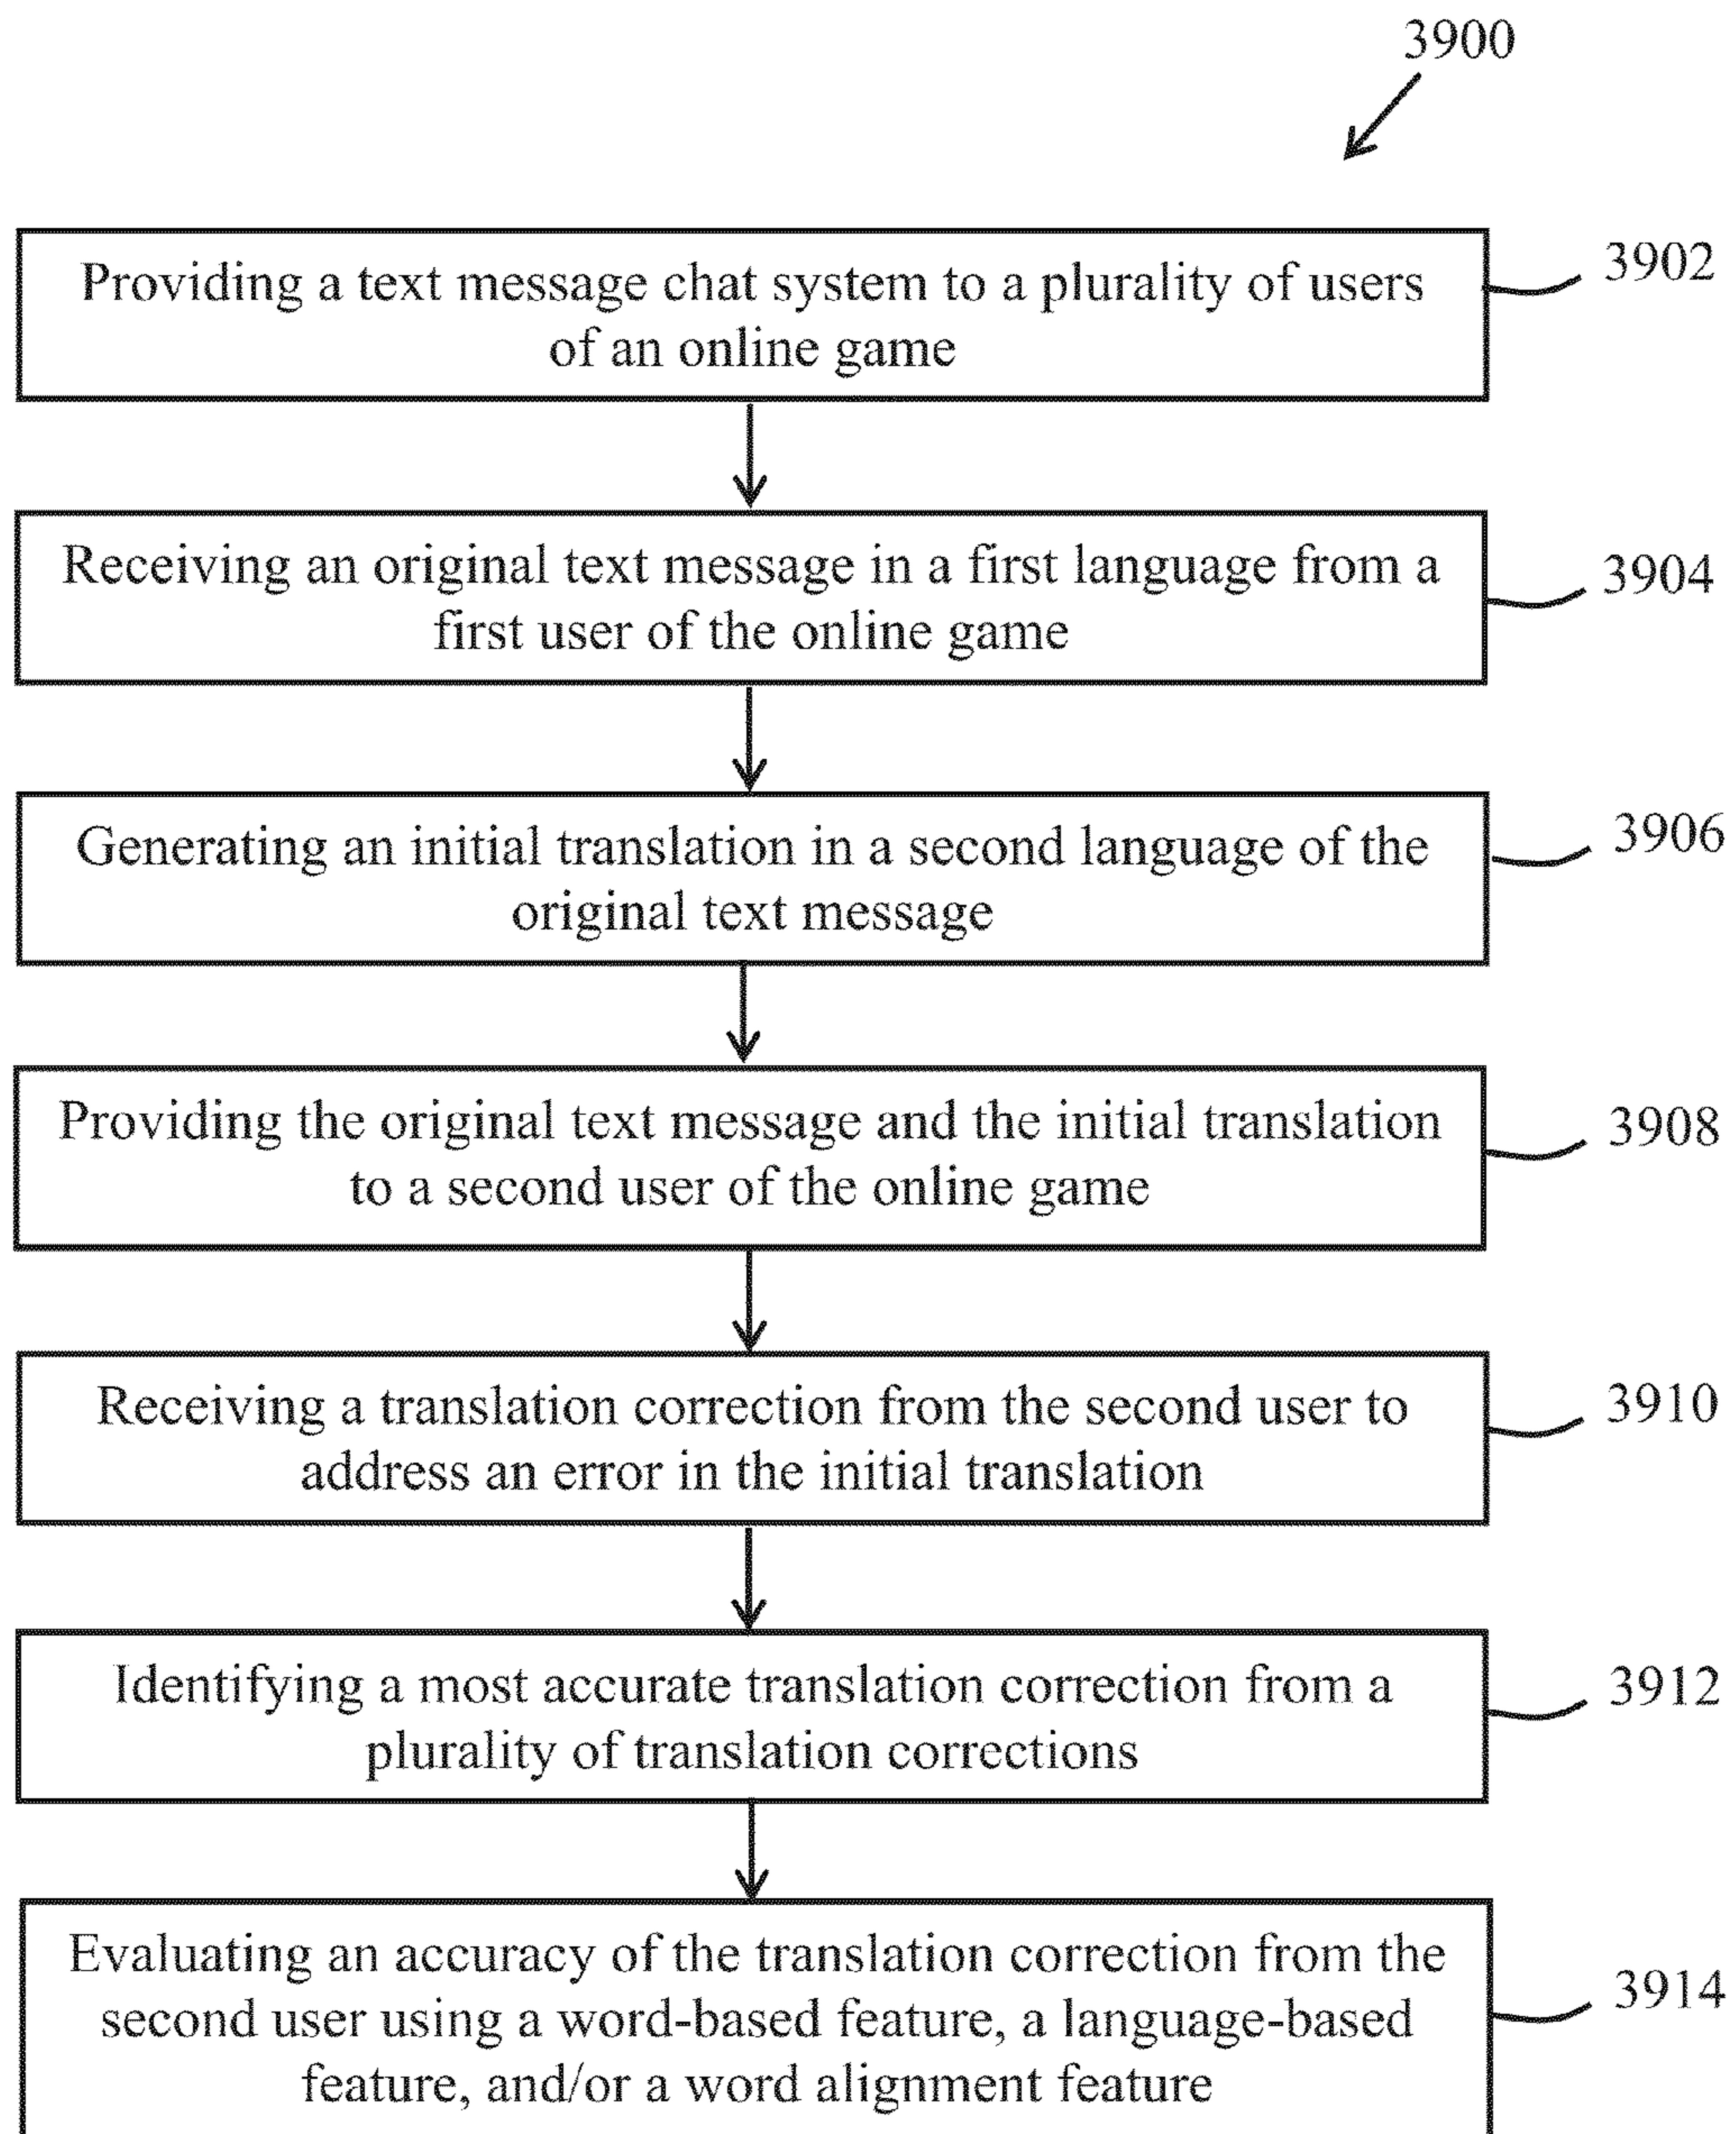 3900
Providing a text message chat system to a plurality of users
of an online game
3902
Receiving an original text message in a first language from a
first user of the online game
3904
Generating an initial translation in a second language of the
original text message
3906
Providing the original text message and the initial translation
to a second user of the online game
3908
Receiving a translation correction from the second user to
address an error in the initial translation
3910
Identifying a most accurate translation correction from a
plurality of translation corrections
3912
Evaluating an accuracy of the translation correction from the
second user using a word-based feature, a language-based
feature, and/or a word alignment feature
3914